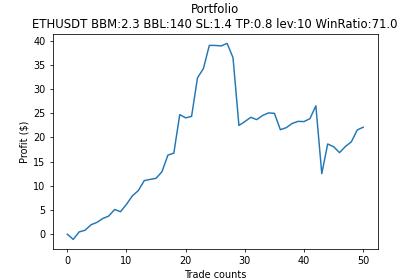 Portfolio
ETHUSDT BBM:2.3 BBL:140 SL:1.4 TP:0.8 lev:10 WinRatio:71.0
40
35
30
25
20
15
10
5
0
Profit ($)
0 10 20 30 40 50
Trade counts